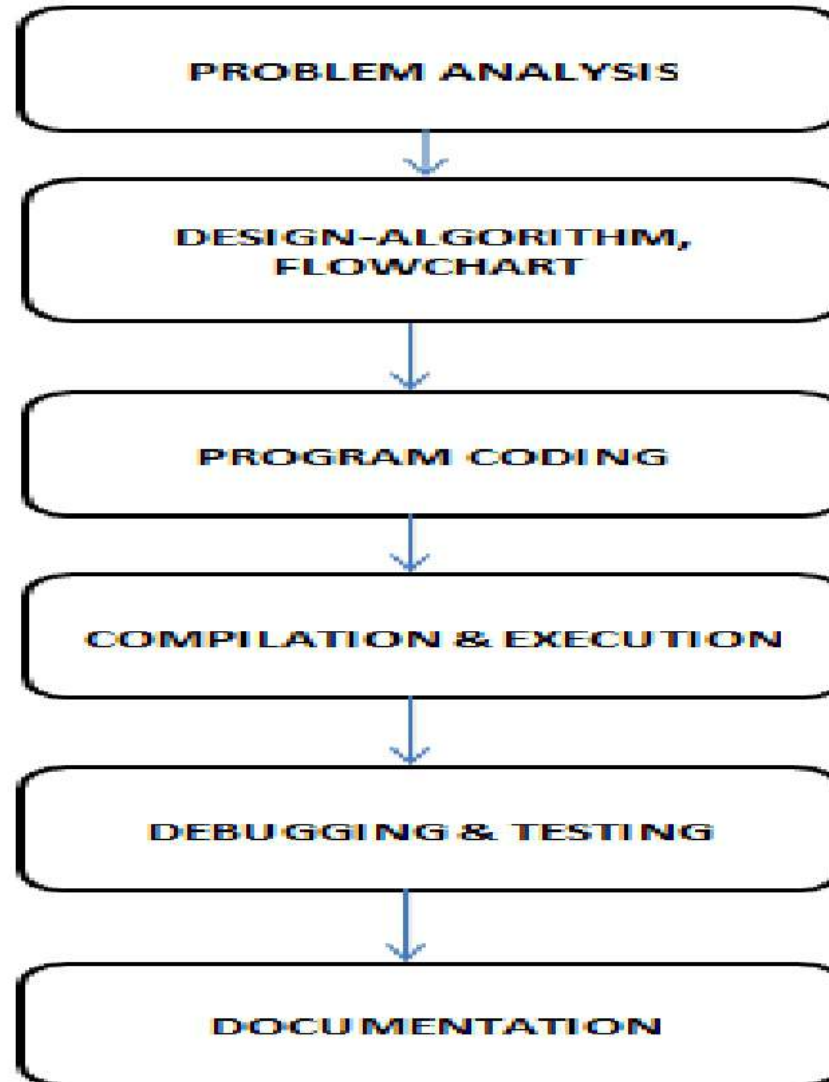 PROBLEM ANALYSIS
DESIGN-ALGORITHM,
FLOWCHART
PROGRAM CODING
COMPILATION & EXECUTION
DEBUGGING & TESTING
DOCUMENTATION